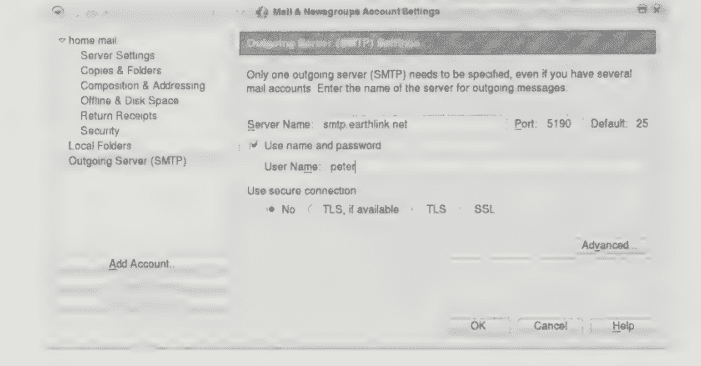 Mail & Newsgroups Account Settings
home mail
Server Settings
Copies & Folders
Composition & Addressing
Offline & Disk Space
Return Receipts
Security
Local Folders
Outgoing Server (SMTP)
Add Account..
Outgoing Server (SMTP) Settings
Only one outgoing server (SMTP) needs to be specified, even if you have several
mail accounts Enter the name of the server for outgoing messages.
Server Name: smtp.earthlink net Port: 5190 Default: 25
Use name and password
User Name: peter
Use secure connection
No TLS, if available TLS SSL
Advanced..
OK Cancel Help